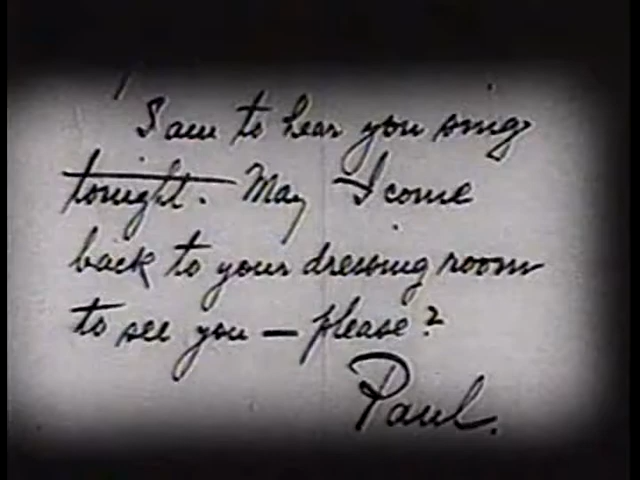 I am to hear you sing
tonight. May I come
back to your dressing room
to see you — please?
Paul.